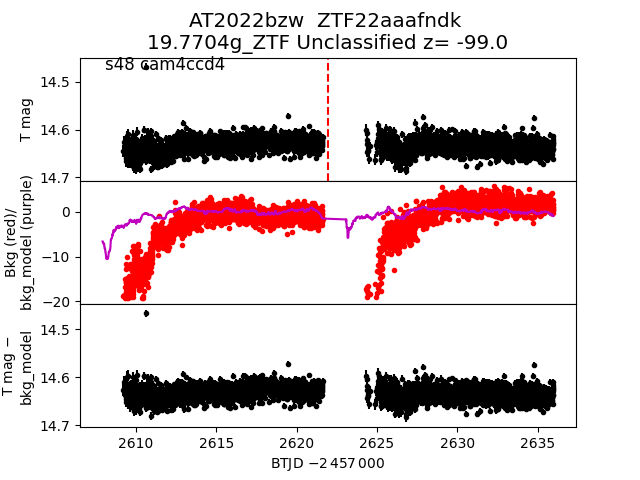 AT2022bzw  ZTF22aaafndk
19.7704g_ZTF Unclassified z= -99.0
s48 cam4ccd4
14.5
14.6
14.7
T mag
0
−10
−20
Bkg (red)/
bkg_model (purple)
14.5
14.6
14.7
T mag −
bkg_model
2610 2615 2620 2625 2630 2635
BTJD −2 457 000